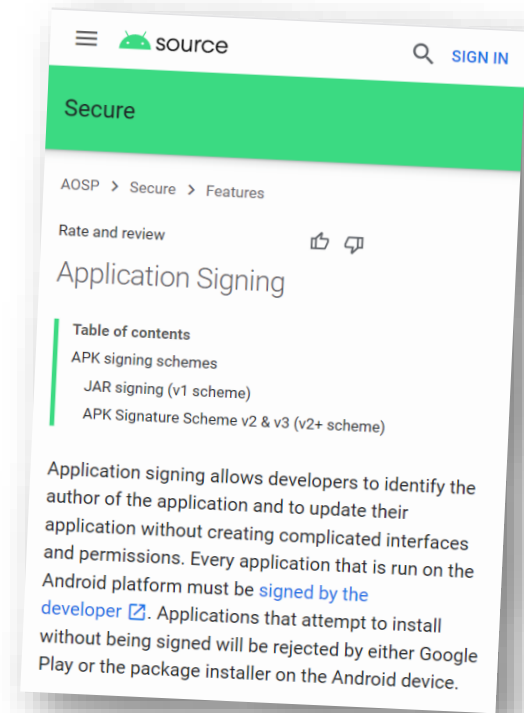 source
SIGN IN
Secure
AOSP > Secure > Features
Rate and review
Application Signing
Table of contents
APK signing schemes
JAR signing (v1 scheme)
APK Signature Scheme v2 & v3 (v2+ scheme)
Application signing allows developers to identify the
author of the application and to update their
application without creating complicated interfaces
and permissions. Every application that is run on the
Android platform must be signed by the
developer. Applications that attempt to install
without being signed will be rejected by either Google
Play or the package installer on the Android device.